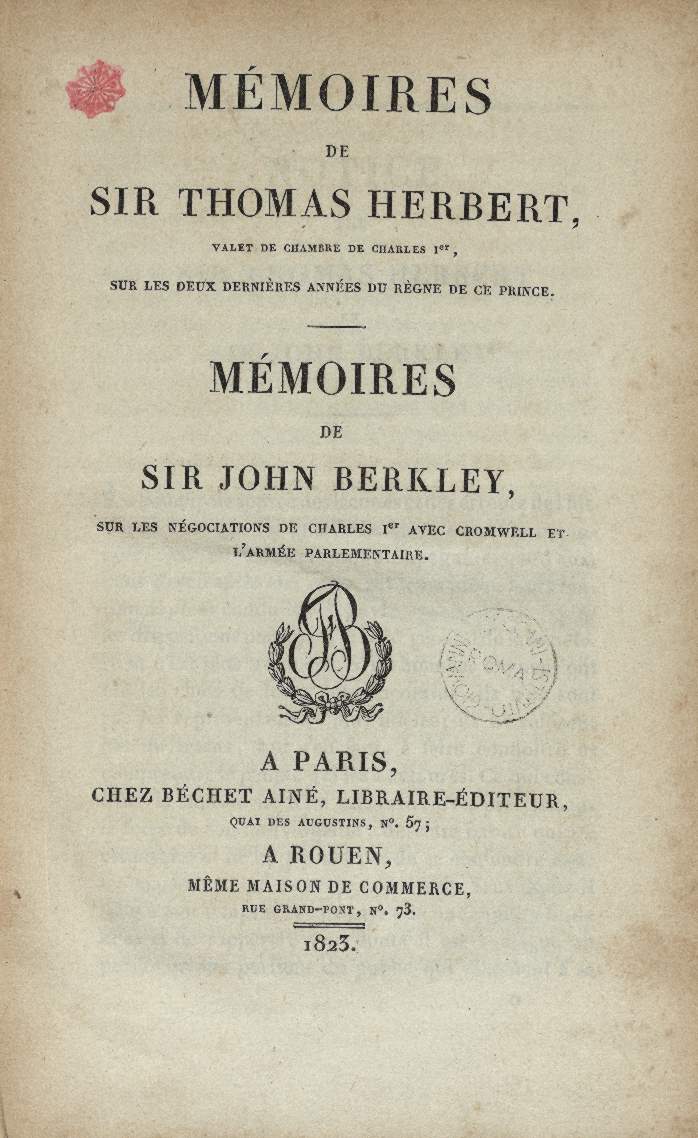 MÉMOIRES
DE
SIR THOMAS HERBERT,
VALET DE CHAMBRE DE CHARLES Ier,
SUR LES DEUX DERNIÈRES ANNÉES DU RÈGNE DE CE PRINCE.
MÉMOIRES
DE
SIR JOHN BERKLEY,
SUR LES NÉGOCIATIONS DE CHARLES Ier AVEC CROMWELL ET
L'ARMÉE PARLEMENTAIRE.
ROMA
A PARIS,
CHEZ BÉCHET AINÉ, LIBRAIRE-ÉDITEUR,
QUAI DES AUGUSTINS, N°. 57;
A ROUEN,
MÊME MAISON DE COMMERCE,
RUE GRAND-PONT, N°. 73.
1823.